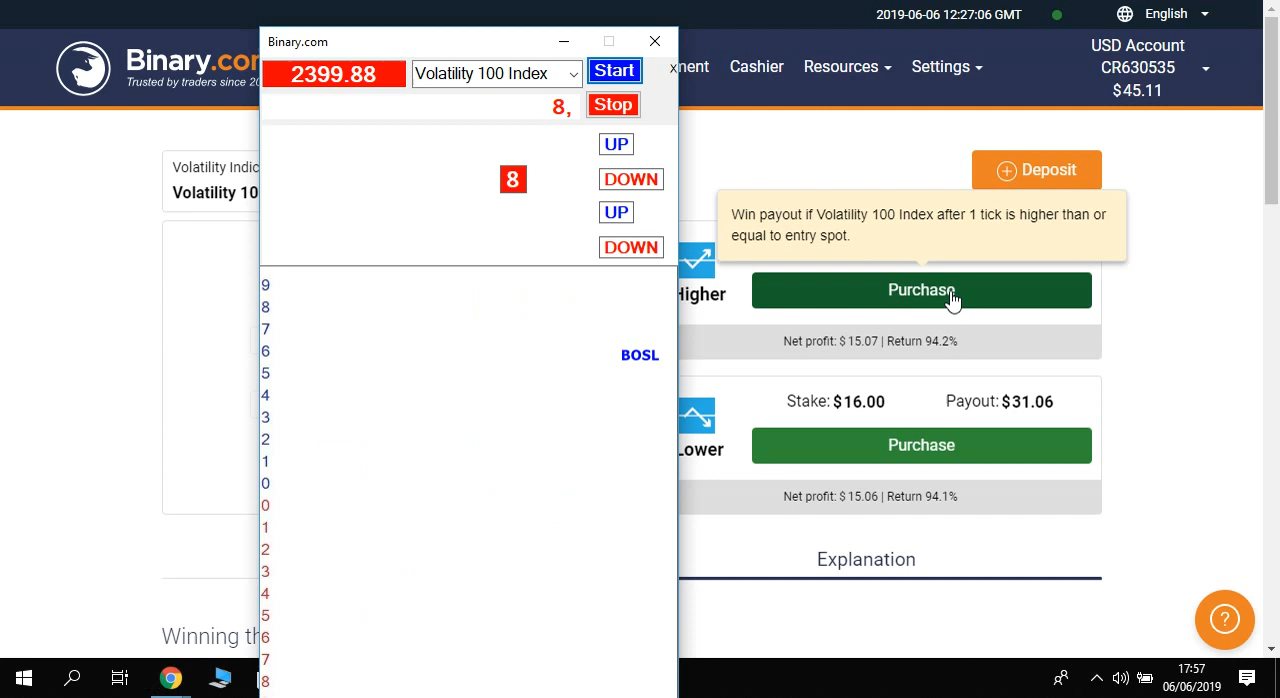 2019-06-06 12:27:06 GMT
English
Binary.com
Binary.co
Trusted by traders since 20
2399.88
Volatility 100 Index
Start
x
ment
Cashier
Resources
Settings
USD Account
CR630535
$45.11
8,
Stop
UP
8
DOWN
UP
DOWN
Volatility Indic
Volatility 10
Deposit
Win payout if Volatility 100 Index after 1 tick is higher than or
equal to entry spot.
Higher
Purchase
Net profit: $ 15.07 | Return 94.2%
9
8
7
6
5
4
3
2
1
0
0
1
2
3
4
5
6
7
8
BOSL
Stake: $16.00
Payout: $31.06
Lower
Purchase
Net profit: $ 15.06 | Return 94.1%
Explanation
Winning th
?
17:57
06/06/2019